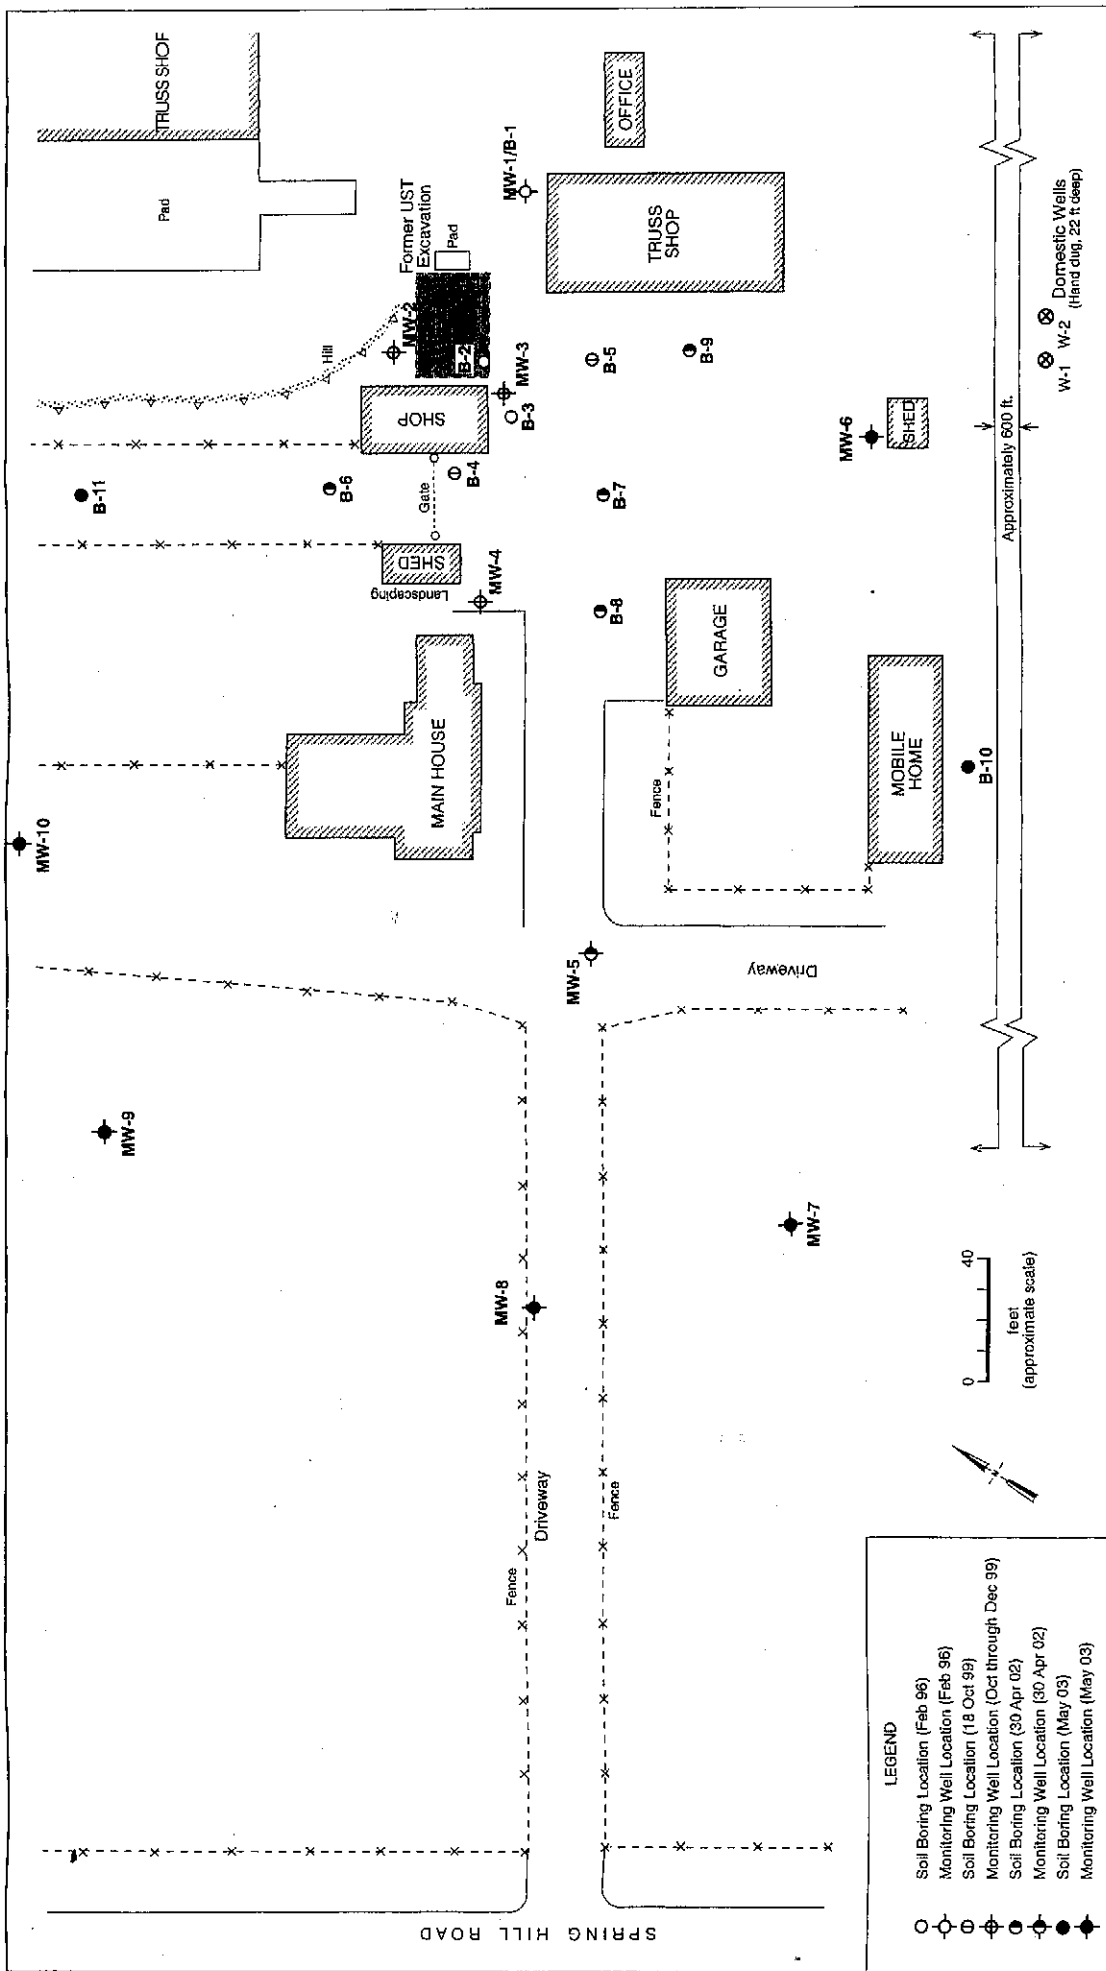 TRUSS SHOF
Pad
OFFICE
MW-1/B-1
TRUSS
SHOP
Former UST
Excavation
Pad
MW-2
Hill
B-2
MW-3
B-3
SHOP
B-4
B-5
B-9
B-11
B-6
Gate
B-7
SHED
Landscaping
MW-4
B-8
GARAGE
MW-6
SHED
W-1
W-2
Domestic Wells
(Hand dug, 22 ft deep)
Approximately 600 ft.
MAIN HOUSE
MW-10
Fence
MOBILE
HOME
B-10
MW-5
Driveway
MW-9
MW-8
MW-7
Fence
Driveway
Fence
SPRING HILL ROAD
0
40
feet
(approximate scale)
LEGEND
Soil Boring Location (Feb 96)
Monitoring Well Location (Feb 96)
Soil Boring Location (18 Oct 99)
Monitoring Well Location (Oct through Dec 99)
Soil Boring Location (30 Apr 02)
Monitoring Well Location (30 Apr 02)
Soil Boring Location (May 03)
Monitoring Well Location (May 03)